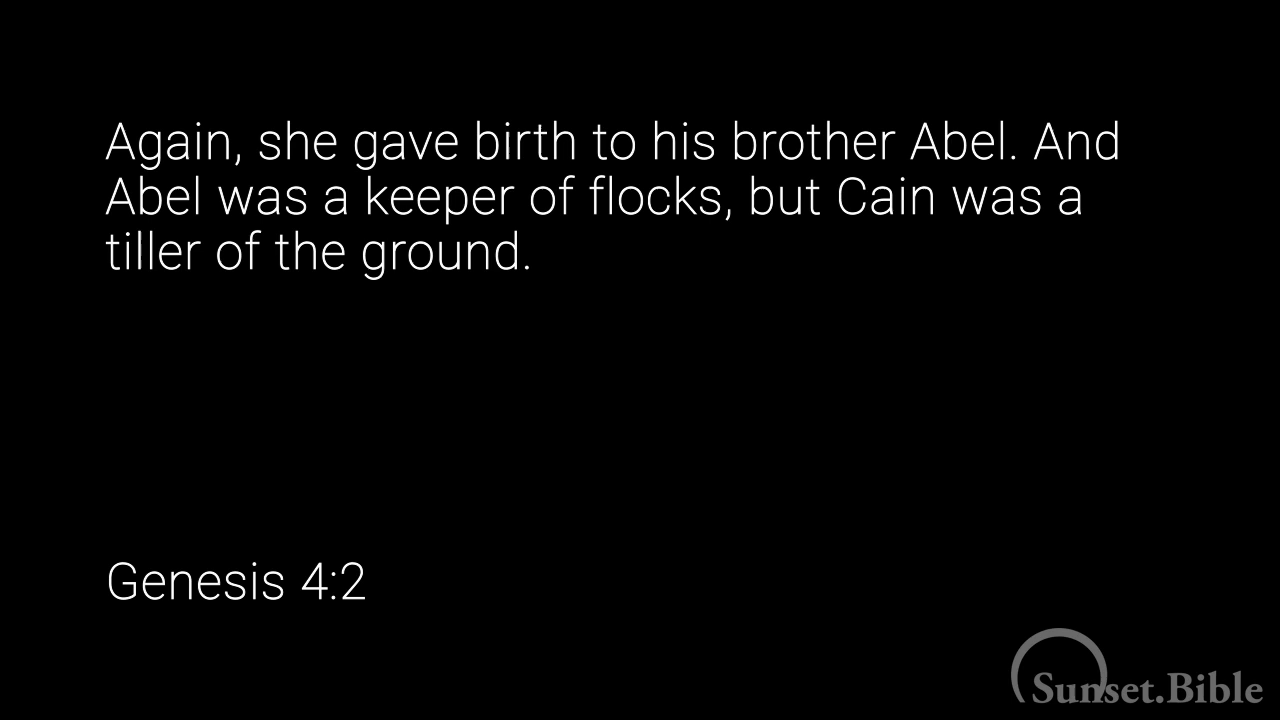 Again, she gave birth to his brother Abel. And
Abel was a keeper of flocks, but Cain was a
tiller of the ground.
Genesis 4:2
Sunset.Bible